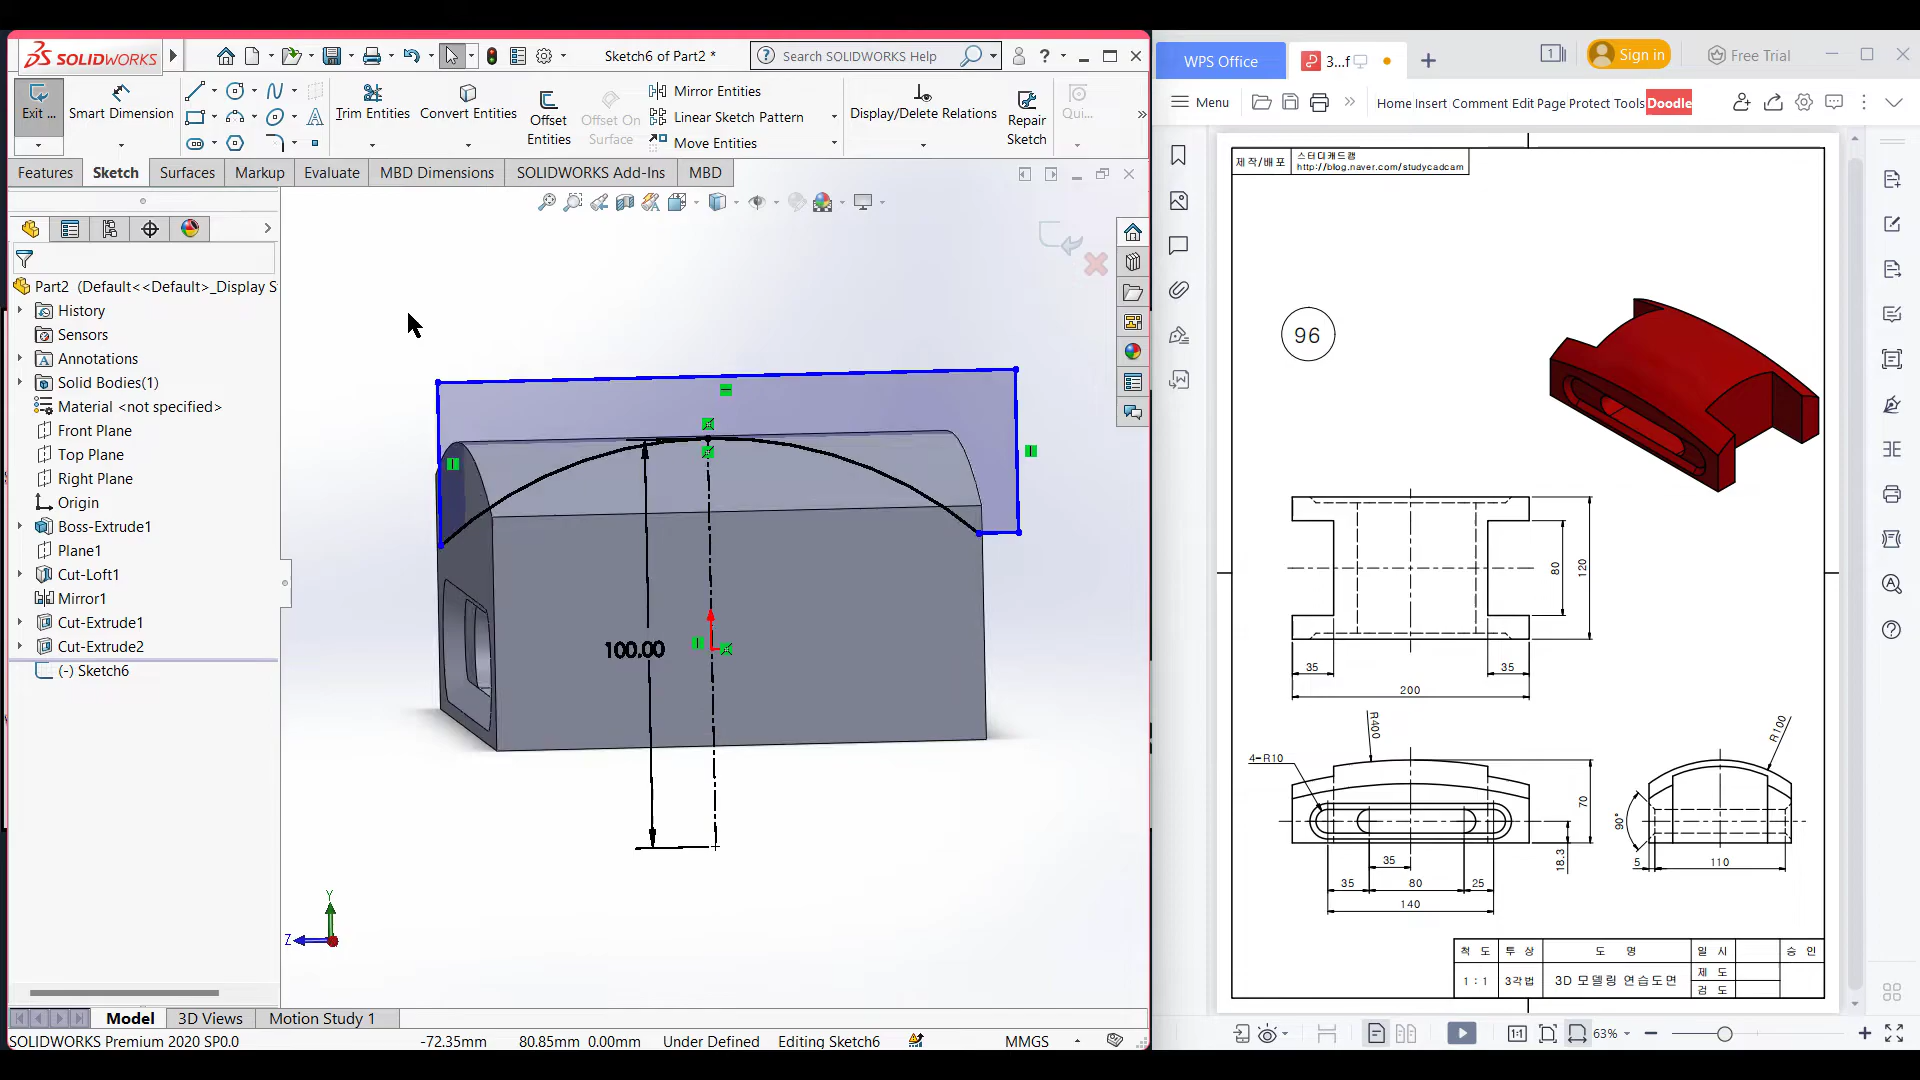 SOLIDWORKS
Sketch6 of Part2 *
Search SOLIDWORKS Help
Exit ...
Smart Dimension
Trim Entities
Convert Entities
Offset Entities
Offset On Surface
Mirror Entities
Linear Sketch Pattern
Move Entities
Display/Delete Relations
Repair Sketch
Qui...
Features
Sketch
Surfaces
Markup
Evaluate
MBD Dimensions
SOLIDWORKS Add-Ins
MBD
Part2 (Default<<Default>_Display S
History
Sensors
Annotations
Solid Bodies(1)
Material <not specified>
Front Plane
Top Plane
Right Plane
Origin
Boss-Extrude1
Plane1
Cut-Loft1
Mirror1
Cut-Extrude1
Cut-Extrude2
(-) Sketch6
100.00
Y
Z
Model
3D Views
Motion Study 1
SOLIDWORKS Premium 2020 SP0.0
-72.35mm
80.85mm
0.00mm
Under Defined
Editing Sketch6
MMGS
WPS Office
3...f
1
Sign in
Free Trial
Menu
Home Insert Comment Edit Page Protect Tools Doodle
제작/배포
스터디캐드캠
http://blog.naver.com/studycadcam
96
80
120
35
35
200
R400
R100
4-R10
70
18.3
90°
35
35
80
25
140
5
110
척 도
투 상
도 명
일 시
승 인
1 : 1
3각법
3D 모델링 연습도면
제 도
검 도
1:1
63%